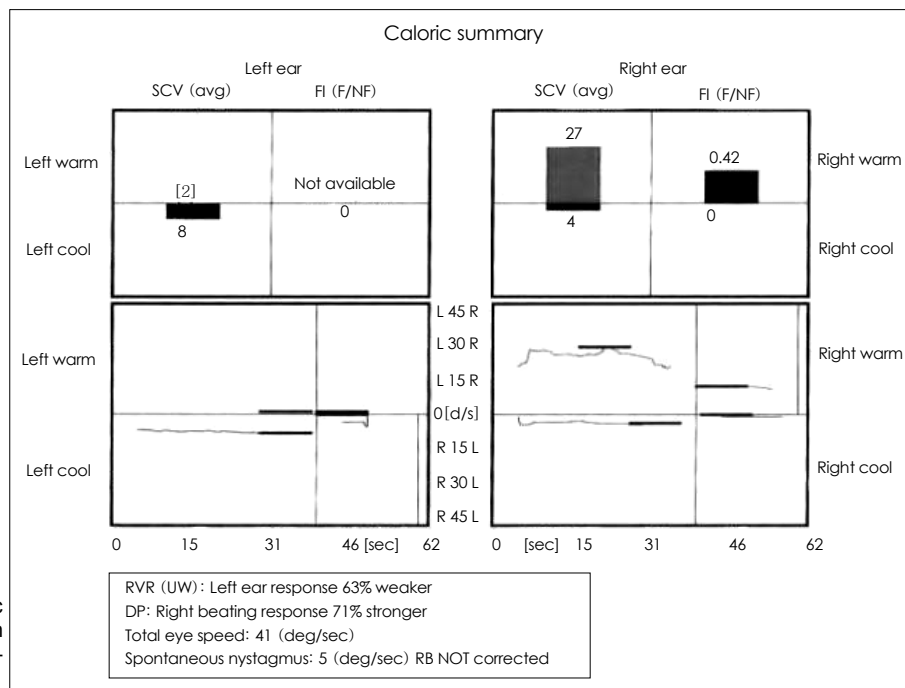 Caloric summary
Left ear
SCV (avg) FI (F/NF)
Left warm
[2]
Not available
8
0
Left cool
Right ear
SCV (avg) FI (F/NF)
27
0.42
Right warm
4
0
Right cool
Left warm
Left cool
L 45 R
L 30 R
L 15 R
0[d/s]
R 15 L
R 30 L
R 45 L
Right warm
Right cool
0 15 31 46 [sec] 62
0 [sec] 15 31 46 62
RVR (UW): Left ear response 63% weaker
DP: Right beating response 71% stronger
Total eye speed: 41 (deg/sec)
Spontaneous nystagmus: 5 (deg/sec) RB NOT corrected